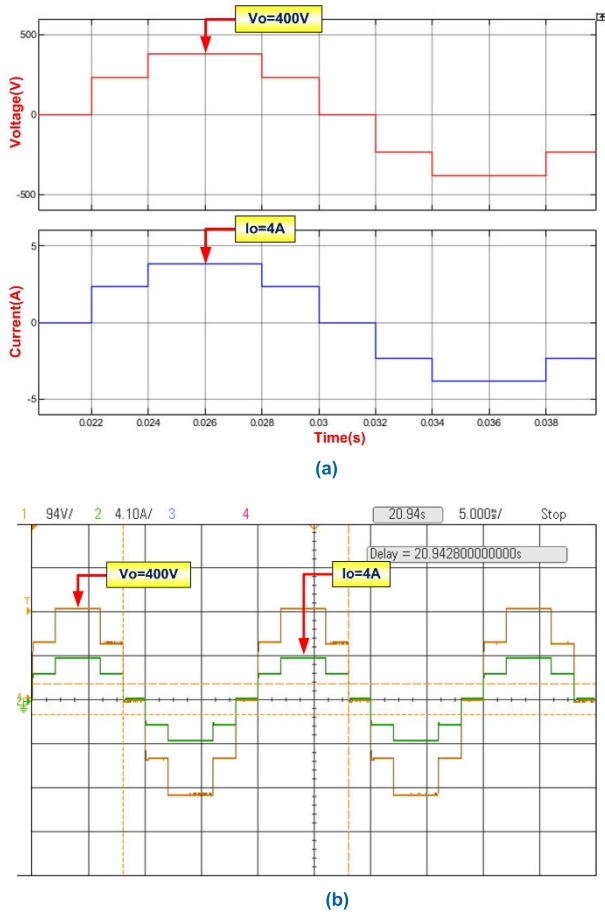 Vo=400V
500
0
-500
Voltage(V)
Io=4A
5
0
-5
Current(A)
0.022 0.024 0.026 0.028 0.03 0.032 0.034 0.036 0.038
Time(s)
(a)
1 94V/ 2 4.10A/ 3 4 20.94s 5.000ms/ Stop
Delay = 20.942800000000s
Vo=400V Io=4A
T
(b)